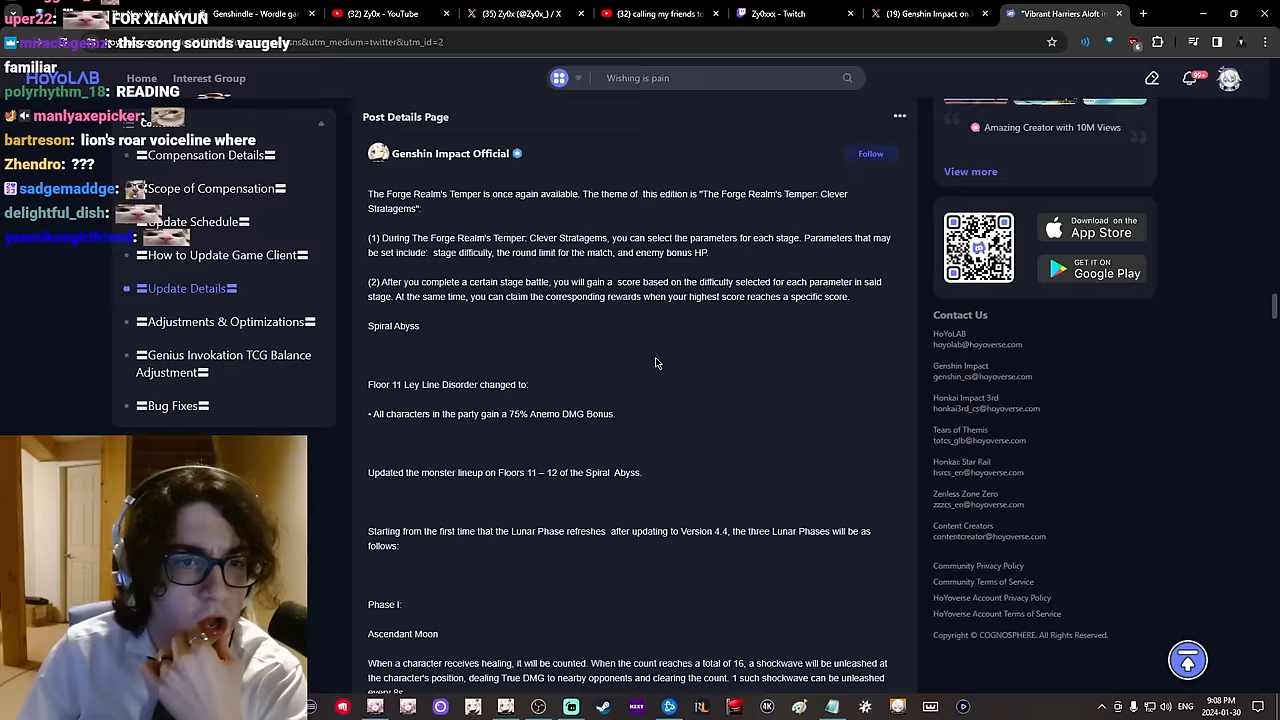 uper22: FOR XIANYUN
miraclegemz: this song sounds vaugely
familiar
polyrhythm_18: READING
manlyaxepicker:
bartreson: lion's roar voiceline where
Zhendro: ???
sadgemaddge:
delightful_dish:
yaemikosgirlfriend:
(32) Zy0x - YouTube
(32) calling my friends t
Twitch
(19) Genshin Impact
"Vibrant Harriers Aloft in
sns&utm_medium=twitter&utm_id=2
HoYoLAB
Home
Interest Group
Wishing is pain
99+
Compensation Details
Scope of Compensation
Update Schedule
How to Update Game Client
Update Details
Adjustments & Optimizations
Genius Invokation TCG Balance
Adjustment
Bug Fixes
Post Details Page
Genshin Impact Official
Follow
The Forge Realm's Temper is once again available. The theme of this edition is "The Forge Realm's Temper: Clever
Stratagems":
(1) During The Forge Realm's Temper: Clever Stratagems, you can select the parameters for each stage. Parameters that may
be set include: stage difficulty, the round limit for the match, and enemy bonus HP.
(2) After you complete a certain stage battle, you will gain a score based on the difficulty selected for each parameter in said
stage. At the same time, you can claim the corresponding rewards when your highest score reaches a specific score.
Spiral Abyss
Floor 11 Ley Line Disorder changed to:
• All characters in the party gain a 75% Anemo DMG Bonus.
Updated the monster lineup on Floors 11 – 12 of the Spiral Abyss.
Starting from the first time that the Lunar Phase refreshes after updating to Version 4.4, the three Lunar Phases will be as
follows:
Phase I:
Ascendant Moon
When a character receives healing, it will be counted. When the count reaches a total of 16, a shockwave will be unleashed at
the character's position, dealing True DMG to nearby opponents and clearing the count. 1 such shockwave can be unleashed
every 8s.
Amazing Creator with 10M Views
View more
Download on the
App Store
GET IT ON
Google Play
Contact Us
HoYoLAB
hoyolab@hoyoverse.com
Genshin Impact
genshin_cs@hoyoverse.com
Honkai Impact 3rd
honkai3rd_cs@hoyoverse.com
Tears of Themis
totcs_glb@hoyoverse.com
Honkai: Star Rail
hsrcs_en@hoyoverse.com
Zenless Zone Zero
zzzcs_en@hoyoverse.com
Content Creators
contentcreator@hoyoverse.com
Community Privacy Policy
Community Terms of Service
HoYoverse Account Privacy Policy
HoYoverse Account Terms of Service
Copyright © COGNOSPHERE. All Rights Reserved.
9:08 PM
2024-01-30